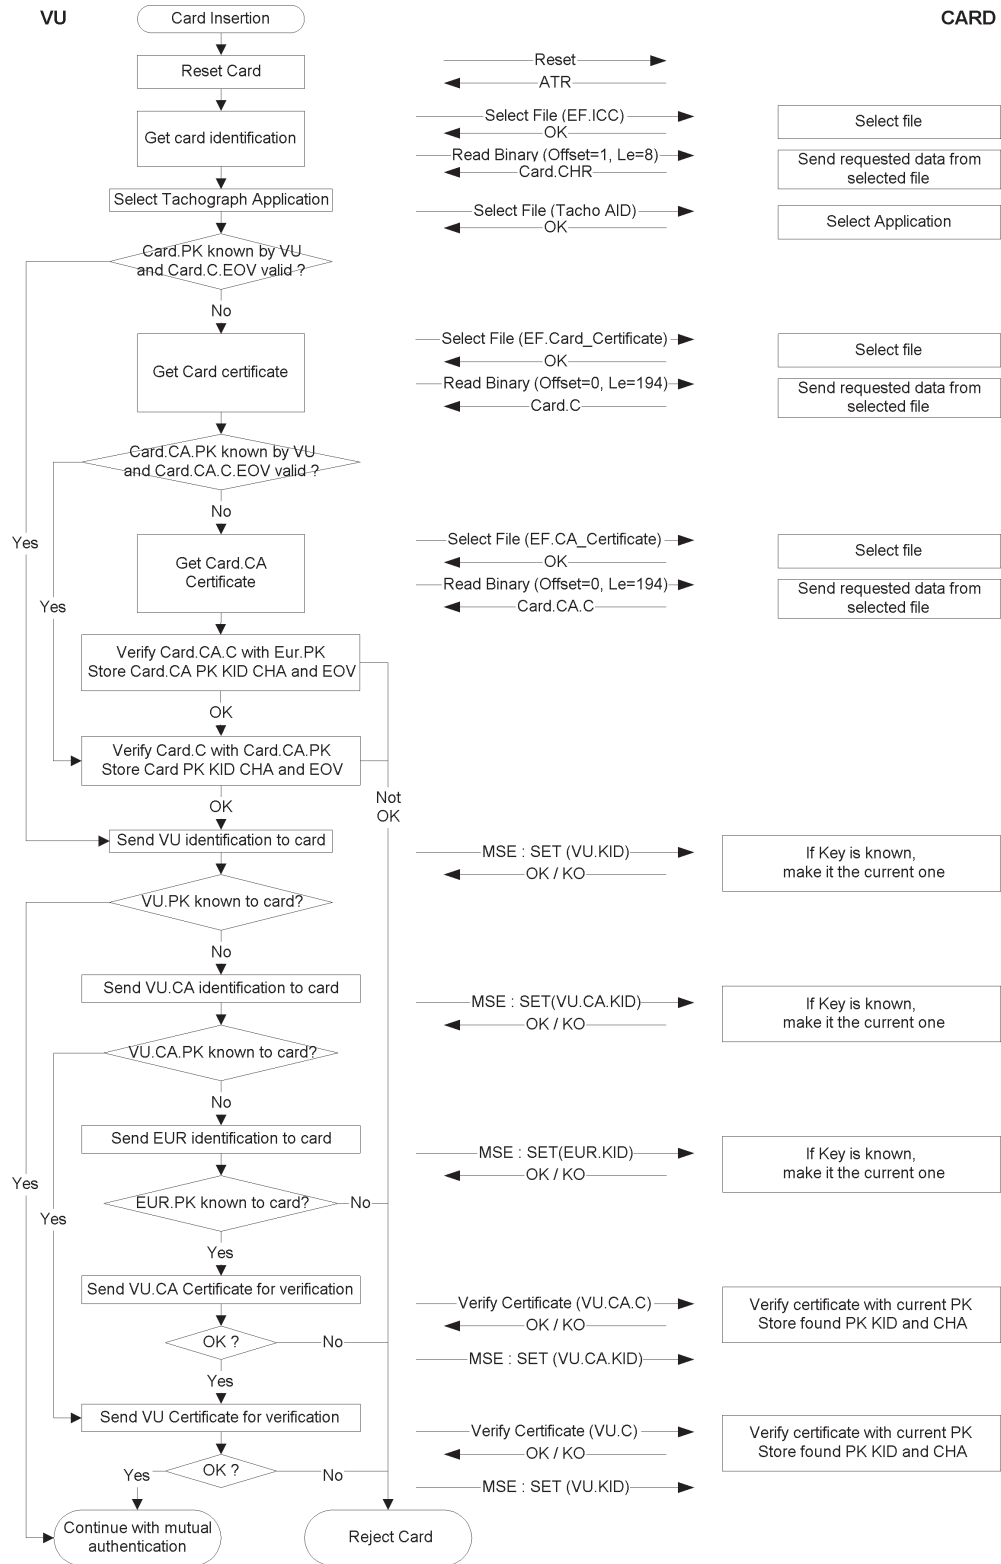 VU
CARD
Card Insertion
Reset Card
Reset
ATR
Get card identification
Select File (EF.ICC)
OK
Select file
Read Binary (Offset=1, Le=8)
Card.CHR
Send requested data from
selected file
Select Tachograph Application
Select File (Tacho AID)
OK
Select Application
Card.PK known by VU
and Card.C.EOV valid ?
No
Get Card certificate
Select File (EF.Card_Certificate)
OK
Select file
Read Binary (Offset=0, Le=194)
Card.C
Send requested data from
selected file
Card.CA.PK known by VU
and Card.CA.C.EOV valid ?
No
Yes
Yes
Get Card.CA
Certificate
Select File (EF.CA_Certificate)
OK
Select file
Read Binary (Offset=0, Le=194)
Card.CA.C
Send requested data from
selected file
Verify Card.CA.C with Eur.PK
Store Card.CA PK KID CHA and EOV
OK
Verify Card.C with Card.CA.PK
Store Card PK KID CHA and EOV
Not
OK
OK
Send VU identification to card
MSE : SET (VU.KID)
OK / KO
If Key is known,
make it the current one
VU.PK known to card?
No
Send VU.CA identification to card
MSE : SET(VU.CA.KID)
OK / KO
If Key is known,
make it the current one
VU.CA.PK known to card?
No
Send EUR identification to card
MSE : SET(EUR.KID)
OK / KO
If Key is known,
make it the current one
Yes
Yes
EUR.PK known to card?
No
Yes
Send VU.CA Certificate for verification
Verify Certificate (VU.CA.C)
OK / KO
Verify certificate with current PK
Store found PK KID and CHA
OK ?
No
MSE : SET (VU.CA.KID)
Yes
Send VU Certificate for verification
Verify Certificate (VU.C)
OK / KO
Verify certificate with current PK
Store found PK KID and CHA
Yes
OK ?
No
MSE : SET (VU.KID)
Continue with mutual
authentication
Reject Card